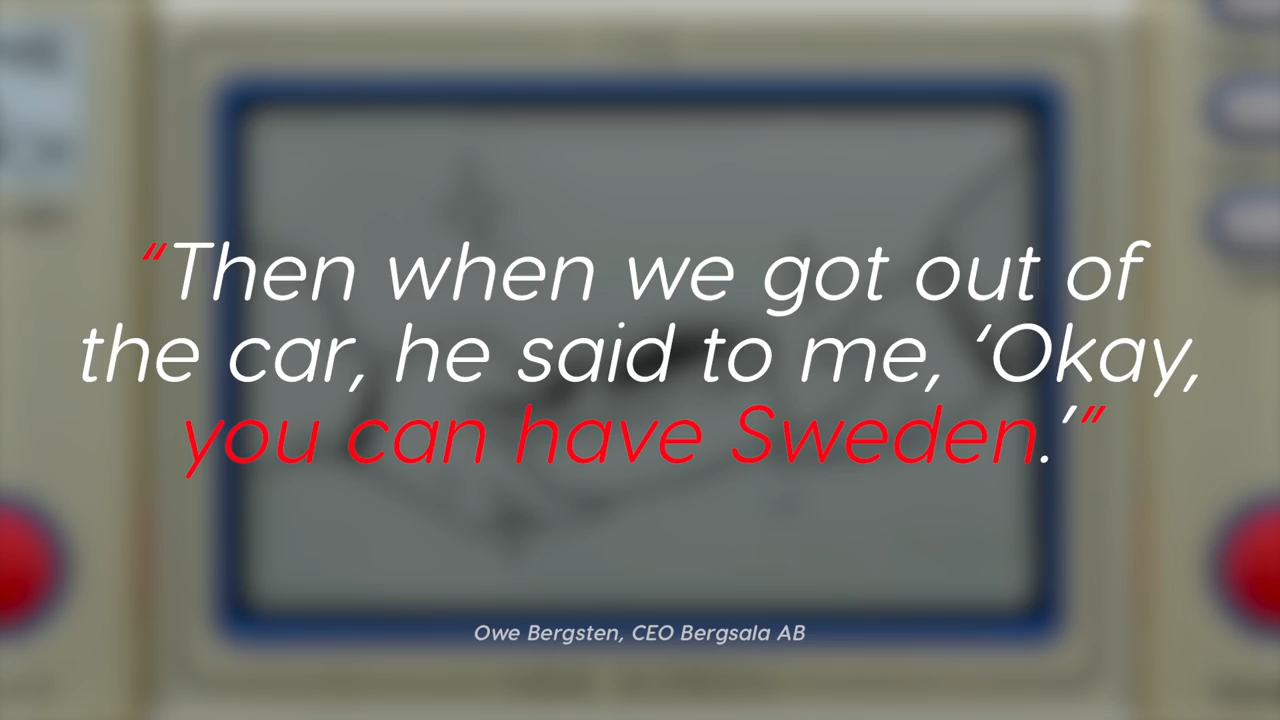 “Then when we got out of
the car, he said to me, ‘Okay,
you can have Sweden.’”
Owe Bergsten, CEO Bergsala AB